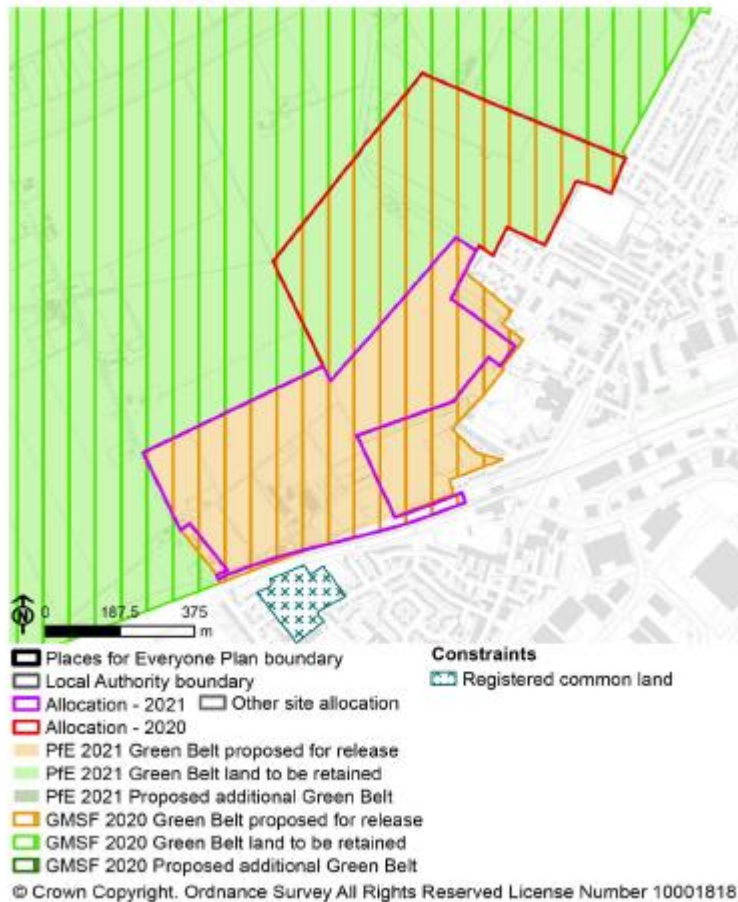 N
0 187.5 375
m
Places for Everyone Plan boundary
Local Authority boundary
Allocation - 2021 Other site allocation
Allocation - 2020
PfE 2021 Green Belt proposed for release
PfE 2021 Green Belt land to be retained
PfE 2021 Proposed additional Green Belt
GMSF 2020 Green Belt proposed for release
GMSF 2020 Green Belt land to be retained
GMSF 2020 Proposed additional Green Belt
Constraints
Registered common land
© Crown Copyright. Ordnance Survey All Rights Reserved License Number 10001818